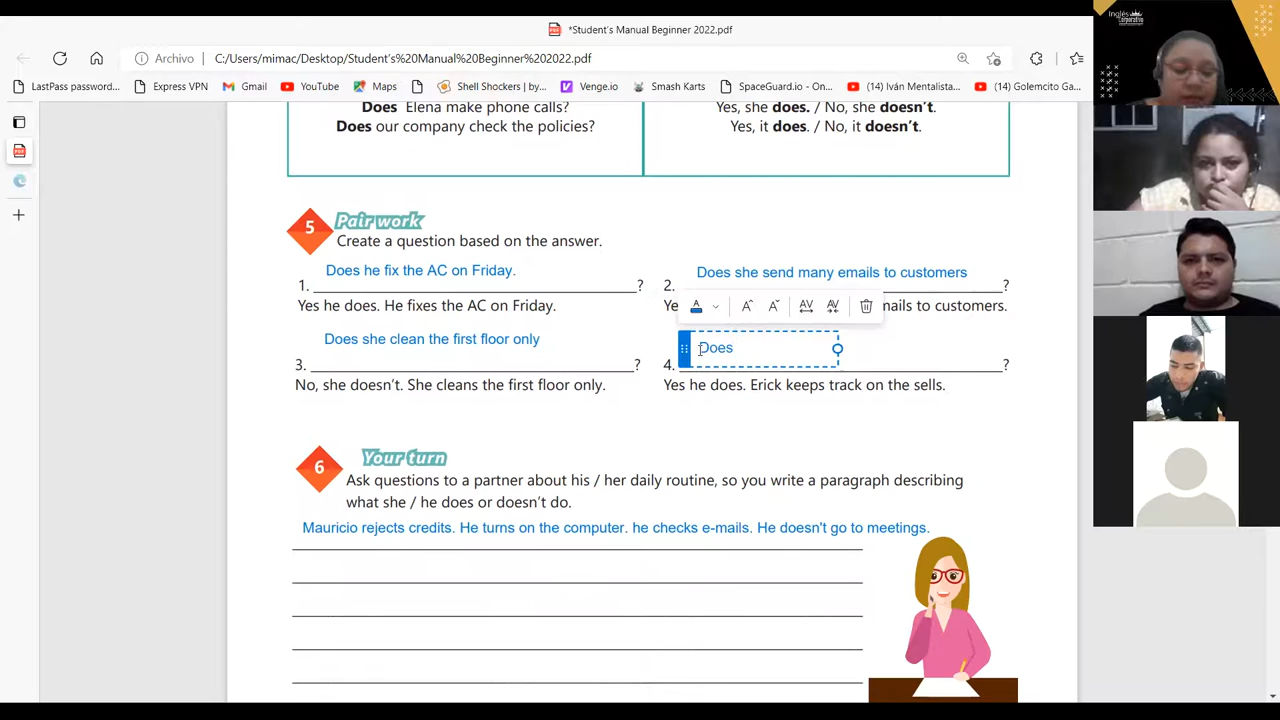 *Student's Manual Beginner 2022.pdf
Archivo C:/Users/mimac/Desktop/Student's%20Manual%20Beginner%202022.pdf
LastPass password... Express VPN Gmail YouTube Maps Shell Shockers | by... Venge.io Smash Karts SpaceGuard.io - On... (14) Iván Mentalista... (14) Golemcito Ga...
Inglés
Corporativo
Does Elena make phone calls?
Yes, she does. / No, she doesn't.
Does our company check the policies?
Yes, it does. / No, it doesn't.
5 Pair work
Create a question based on the answer.
Does he fix the AC on Friday.
1. ?
Yes he does. He fixes the AC on Friday.
Does she send many emails to customers
2. ?
Ye mails to customers.
Does she clean the first floor only
3. ?
No, she doesn't. She cleans the first floor only.
Does
4. ?
Yes he does. Erick keeps track on the sells.
6 Your turn
Ask questions to a partner about his / her daily routine, so you write a paragraph describing
what she / he does or doesn't do.
Mauricio rejects credits. He turns on the computer. he checks e-mails. He doesn't go to meetings.